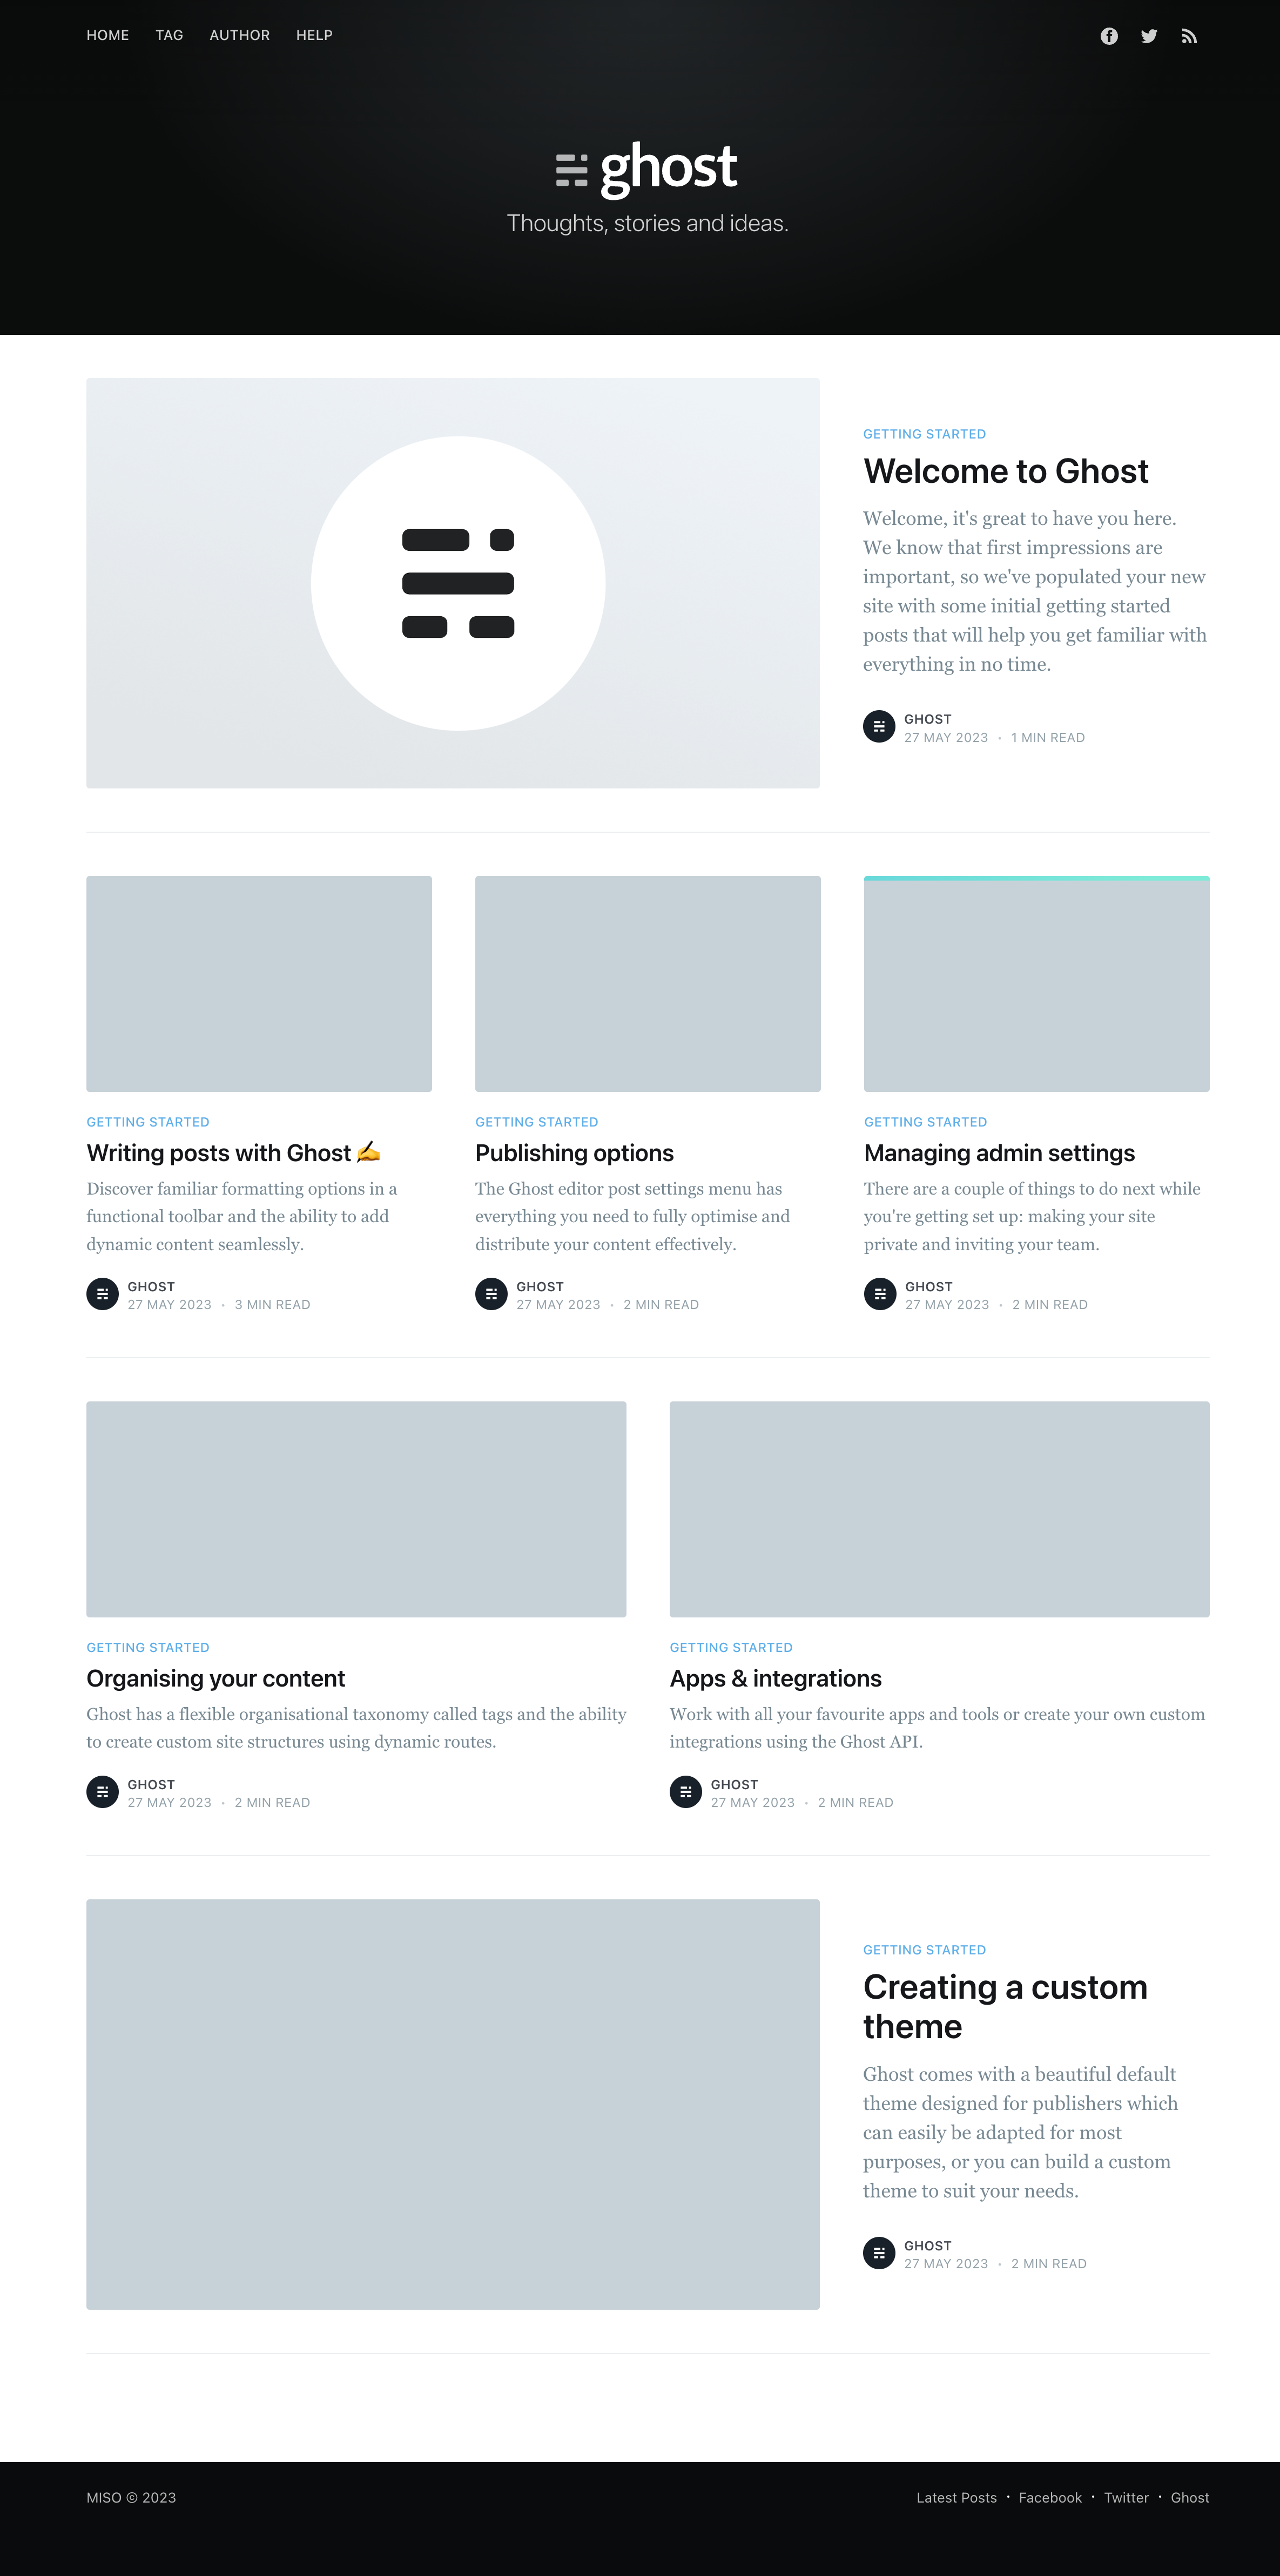 HOME TAG AUTHOR HELP
ghost
Thoughts, stories and ideas.
GETTING STARTED
Welcome to Ghost
Welcome, it's great to have you here.
We know that first impressions are
important, so we've populated your new
site with some initial getting started
posts that will help you get familiar with
everything in no time.
GHOST
27 MAY 2023 • 1 MIN READ
GETTING STARTED
Writing posts with Ghost ✍️
Discover familiar formatting options in a
functional toolbar and the ability to add
dynamic content seamlessly.
GHOST
27 MAY 2023 • 3 MIN READ
GETTING STARTED
Publishing options
The Ghost editor post settings menu has
everything you need to fully optimise and
distribute your content effectively.
GHOST
27 MAY 2023 • 2 MIN READ
GETTING STARTED
Managing admin settings
There are a couple of things to do next while
you're getting set up: making your site
private and inviting your team.
GHOST
27 MAY 2023 • 2 MIN READ
GETTING STARTED
Organising your content
Ghost has a flexible organisational taxonomy called tags and the ability
to create custom site structures using dynamic routes.
GHOST
27 MAY 2023 • 2 MIN READ
GETTING STARTED
Apps & integrations
Work with all your favourite apps and tools or create your own custom
integrations using the Ghost API.
GHOST
27 MAY 2023 • 2 MIN READ
GETTING STARTED
Creating a custom
theme
Ghost comes with a beautiful default
theme designed for publishers which
can easily be adapted for most
purposes, or you can build a custom
theme to suit your needs.
GHOST
27 MAY 2023 • 2 MIN READ
MISO © 2023
Latest Posts • Facebook • Twitter • Ghost